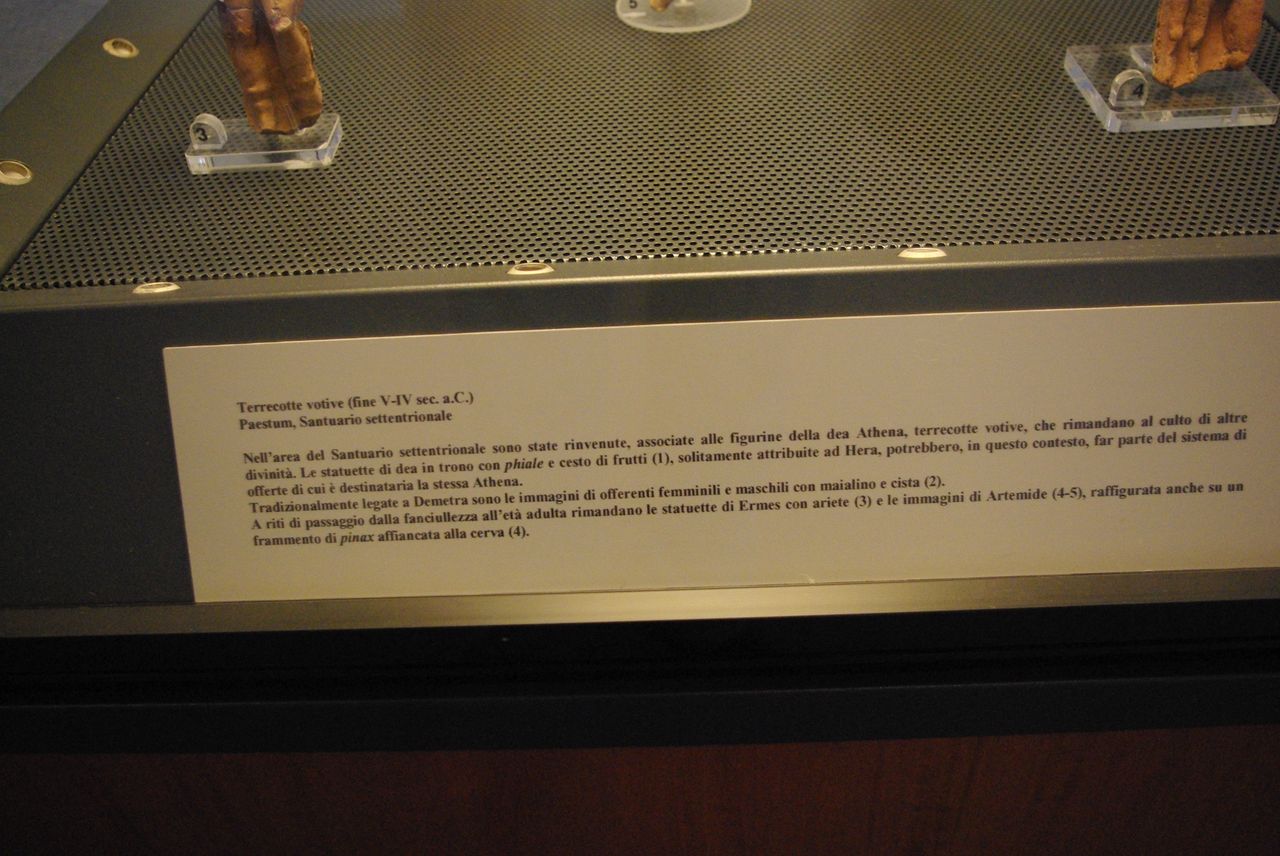 5
3
4
Terrecotte votive (fine V-IV sec. a.C.)
Paestum, Santuario settentrionale
Nell'area del Santuario settentrionale sono state rinvenute, associate alle figurine della dea Athena, terrecotte votive, che rimandano al culto di altre
divinità. Le statuette di dea in trono con phiale e cesto di frutti (1), solitamente attribuite ad Hera, potrebbero, in questo contesto, far parte del sistema di
offerte di cui è destinataria la stessa Athena.
Tradizionalmente legate a Demetra sono le immagini di offerenti femminili e maschili con maialino e cista (2).
A riti di passaggio dalla fanciullezza all'età adulta rimandano le statuette di Ermes con ariete (3) e le immagini di Artemide (4-5), raffigurata anche su un
frammento di pinax affiancata alla cerva (4).